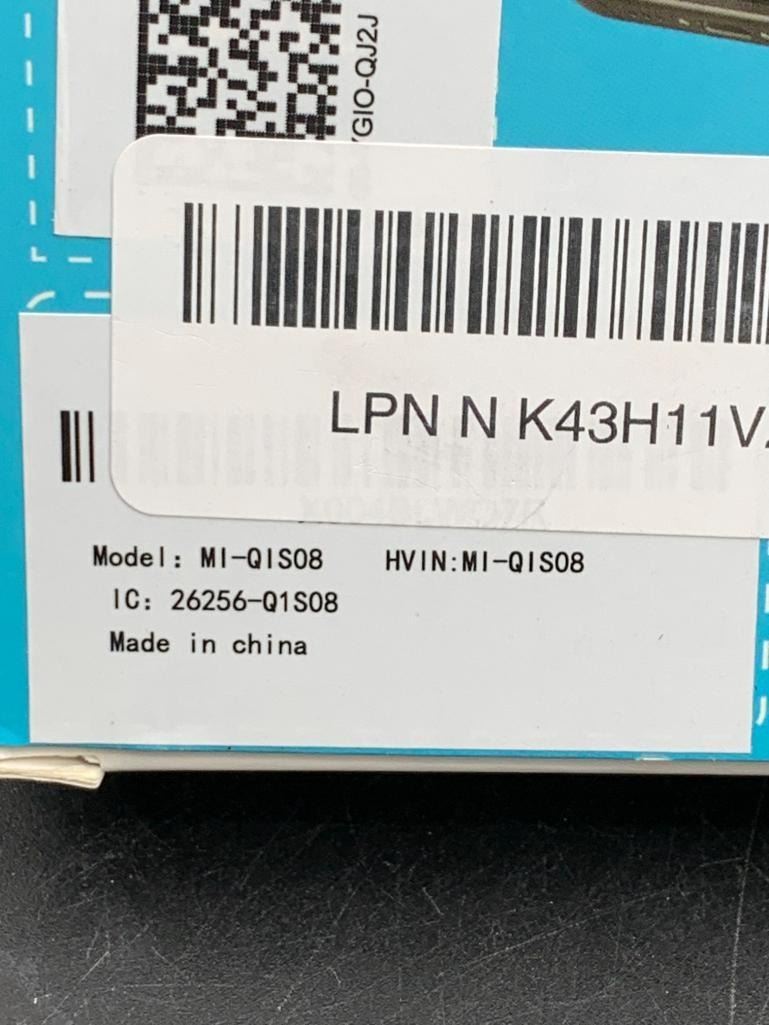 GIO-QJ2J
LPN N K43H11V
Model: MI-QIS08 HVIN:MI-QIS08
IC: 26256-Q1S08
Made in china